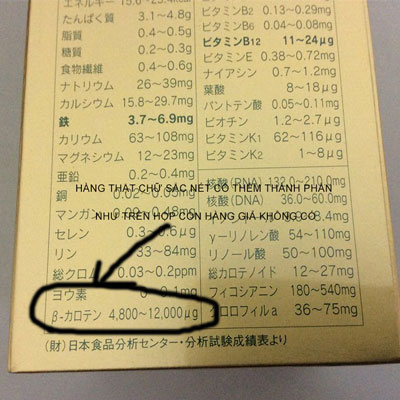 エネルギー 15.6~23.4kcal
たんぱく質 3.1~4.8g
脂質 0.4~0.5g
糖質 0.2~0.3g
食物繊維 0.4~0.6g
ナトリウム 26~39mg
カルシウム 15.8~29.7mg
鉄 3.7~6.9mg
カリウム 63~108mg
マグネシウム 12~23mg
亜鉛 0.2~0.4mg
銅
マンガン
セレン 0.3~0.6μg
リン 33~84mg
総クロム 0.03~0.2ppm
ヨウ素 0~0.1mg
β-カロテン 4,800~12,000μg
ビタミンB2 0.13~0.29mg
ビタミンB6 0.04~0.08mg
ビタミンB12 11~24μg
ビタミンE 0.38~0.72mg
ナイアシン 0.7~1.2mg
葉酸 8~18μg
パントテン酸 0.05~0.11mg
ビオチン 1.2~2.7μg
ビタミンK1 62~116μg
ビタミンK2 1~8μg
核酸(RNA) 132.0~210.0mg
核酸(DNA) 36.0~60.0mg
γ-リノレン酸 54~110mg
リノール酸 50~100mg
総カロテノイド 12~27mg
フィコシアニン 180~540mg
クロロフィルa 36~75mg
HÀNG THẬT CHỮ SẮC NÉT CÓ THÊM THÀNH PHẦN
NHƯ TRÊN HỘP CÒN HÀNG GIẢ KHÔNG CÓ
(財)日本食品分析センター・分析試験成績表より